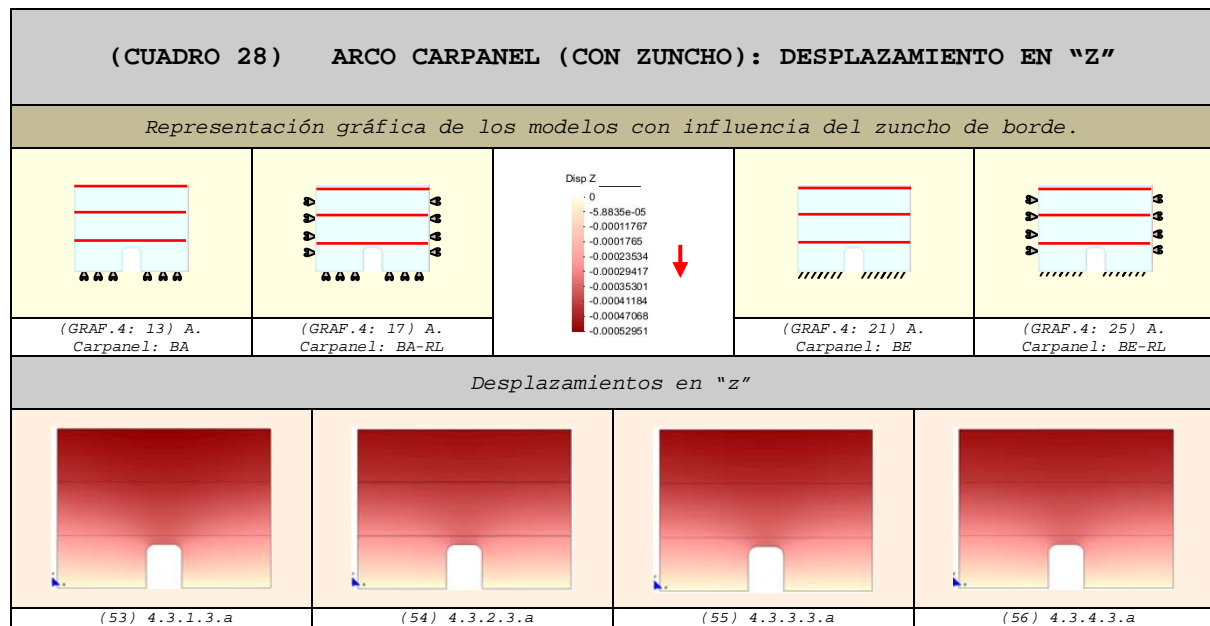 (CUADRO 28) ARCO CARPANEL (CON ZUNCHO): DESPLAZAMIENTO EN “Z”
Representación gráfica de los modelos con influencia del zuncho de borde.
Disp Z
0
-5.8835e-05
-0.00011767
-0.0001765
-0.00023534
-0.00029417
-0.00035301
-0.00041184
-0.00047068
-0.00052951
(GRAF.4: 13) A.
Carpanel: BA
(GRAF.4: 17) A.
Carpanel: BA-RL
(GRAF.4: 21) A.
Carpanel: BE
(GRAF.4: 25) A.
Carpanel: BE-RL
Desplazamientos en “z”
(53) 4.3.1.3.a
(54) 4.3.2.3.a
(55) 4.3.3.3.a
(56) 4.3.4.3.a